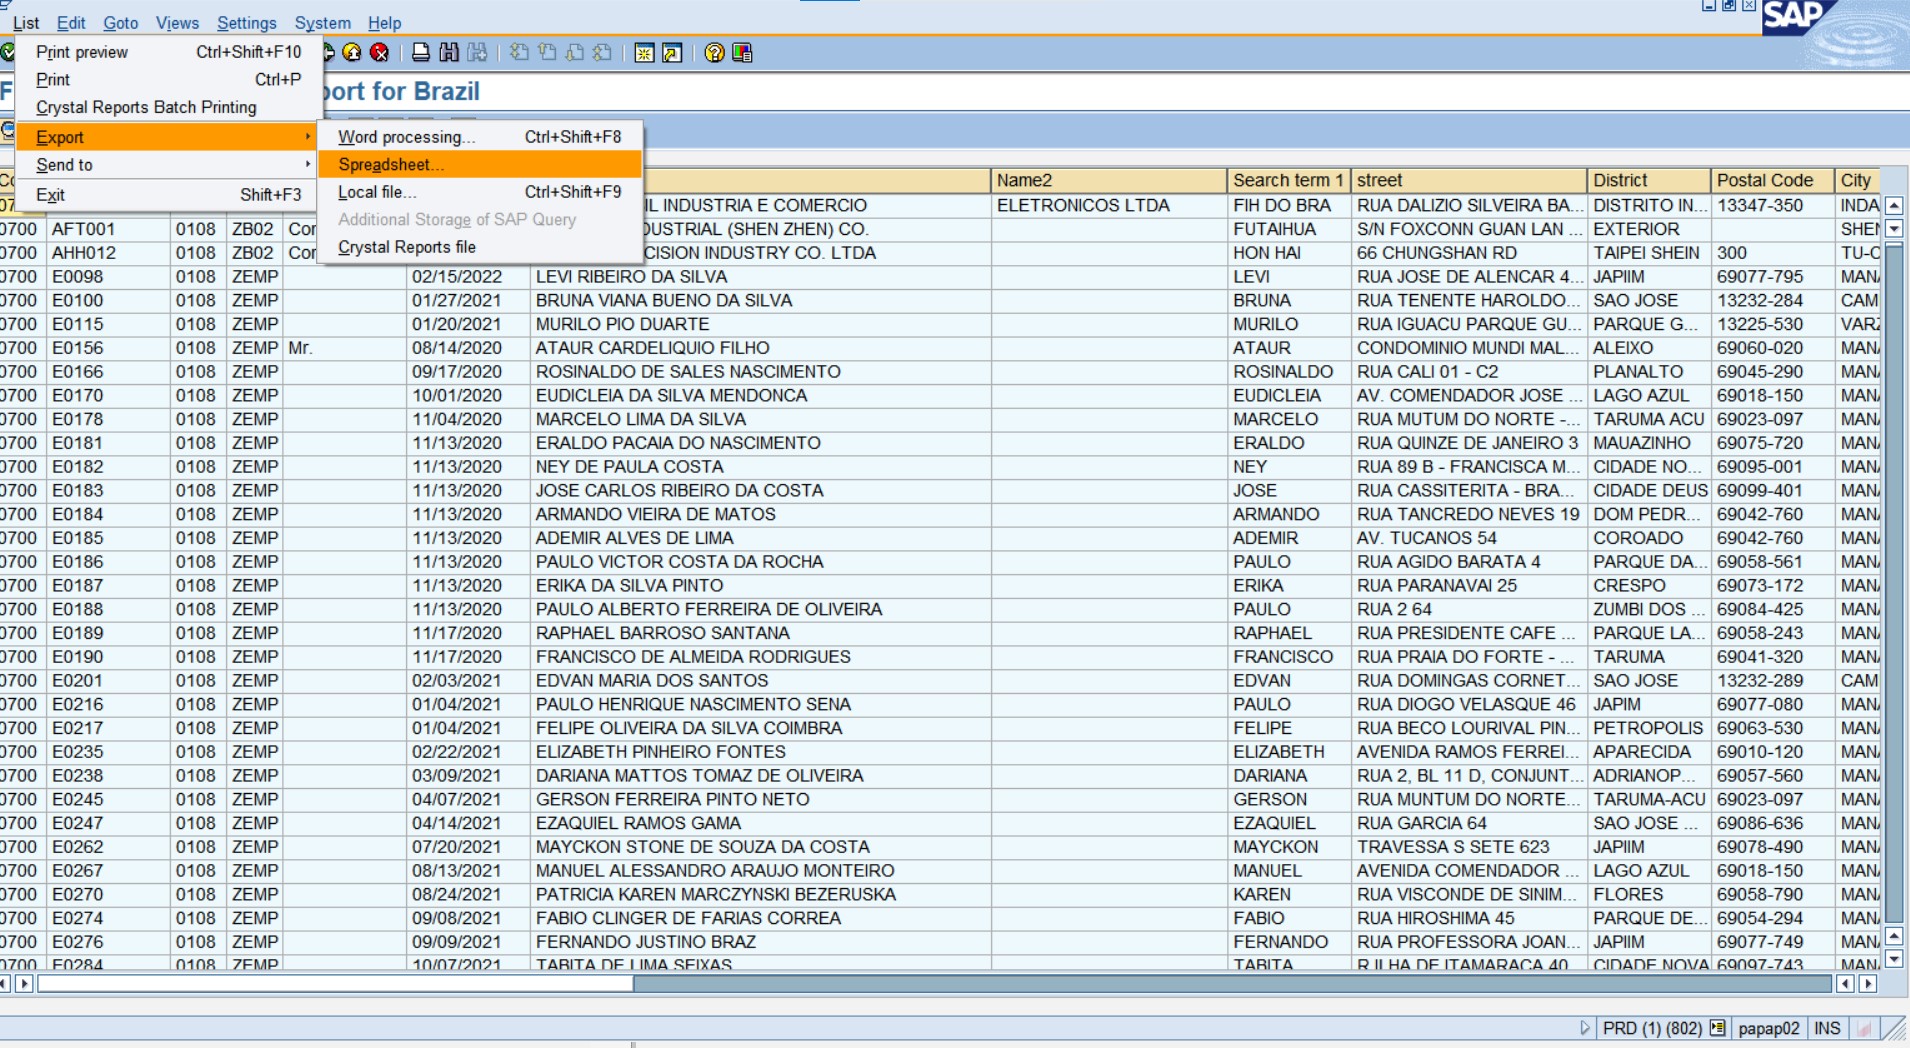 List Edit Goto Views Settings System Help
SAP
Print preview Ctrl+Shift+F10
Print Ctrl+P
Crystal Reports Batch Printing
Export
Send to
Exit Shift+F3
port for Brazil
Word processing... Ctrl+Shift+F8
Spreadsheet...
Local file... Ctrl+Shift+F9
Additional Storage of SAP Query
Crystal Reports file
Name2 Search term 1 street District Postal Code City
IL INDUSTRIA E COMERCIO ELETRONICOS LTDA FIH DO BRA RUA DALIZIO SILVEIRA BA... DISTRITO IN... 13347-350 INDA
0700 AFT001 0108 ZB02 Cor DUSTRIAL (SHEN ZHEN) CO. FUTAIHUA S/N FOXCONN GUAN LAN ... EXTERIOR SHEN
0700 AHH012 0108 ZB02 Cor CISION INDUSTRY CO. LTDA HON HAI 66 CHUNGSHAN RD TAIPEI SHEIN 300 TU-C
0700 E0098 0108 ZEMP 02/15/2022 LEVI RIBEIRO DA SILVA LEVI RUA JOSE DE ALENCAR 4... JAPIIM 69077-795 MANA
0700 E0100 0108 ZEMP 01/27/2021 BRUNA VIANA BUENO DA SILVA BRUNA RUA TENENTE HAROLDO... SAO JOSE 13232-284 CAM
0700 E0115 0108 ZEMP 01/20/2021 MURILO PIO DUARTE MURILO RUA IGUACU PARQUE GU... PARQUE G... 13225-530 VARZ
0700 E0156 0108 ZEMP Mr. 08/14/2020 ATAUR CARDELIQUIO FILHO ATAUR CONDOMINIO MUNDI MAL... ALEIXO 69060-020 MANA
0700 E0166 0108 ZEMP 09/17/2020 ROSINALDO DE SALES NASCIMENTO ROSINALDO RUA CALI 01 - C2 PLANALTO 69045-290 MANA
0700 E0170 0108 ZEMP 10/01/2020 EUDICLEIA DA SILVA MENDONCA EUDICLEIA AV. COMENDADOR JOSE ... LAGO AZUL 69018-150 MANA
0700 E0178 0108 ZEMP 11/04/2020 MARCELO LIMA DA SILVA MARCELO RUA MUTUM DO NORTE -... TARUMA ACU 69023-097 MANA
0700 E0181 0108 ZEMP 11/13/2020 ERALDO PACAIA DO NASCIMENTO ERALDO RUA QUINZE DE JANEIRO 3 MAUAZINHO 69075-720 MANA
0700 E0182 0108 ZEMP 11/13/2020 NEY DE PAULA COSTA NEY RUA 89 B - FRANCISCA M... CIDADE NO... 69095-001 MANA
0700 E0183 0108 ZEMP 11/13/2020 JOSE CARLOS RIBEIRO DA COSTA JOSE RUA CASSITERITA - BRA... CIDADE DEUS 69099-401 MANA
0700 E0184 0108 ZEMP 11/13/2020 ARMANDO VIEIRA DE MATOS ARMANDO RUA TANCREDO NEVES 19 DOM PEDR... 69042-760 MANA
0700 E0185 0108 ZEMP 11/13/2020 ADEMIR ALVES DE LIMA ADEMIR AV. TUCANOS 54 COROADO 69042-760 MANA
0700 E0186 0108 ZEMP 11/13/2020 PAULO VICTOR COSTA DA ROCHA PAULO RUA AGIDO BARATA 4 PARQUE DA... 69058-561 MANA
0700 E0187 0108 ZEMP 11/13/2020 ERIKA DA SILVA PINTO ERIKA RUA PARANAVAI 25 CRESPO 69073-172 MANA
0700 E0188 0108 ZEMP 11/13/2020 PAULO ALBERTO FERREIRA DE OLIVEIRA PAULO RUA 2 64 ZUMBI DOS ... 69084-425 MANA
0700 E0189 0108 ZEMP 11/17/2020 RAPHAEL BARROSO SANTANA RAPHAEL RUA PRESIDENTE CAFE ... PARQUE LA... 69058-243 MANA
0700 E0190 0108 ZEMP 11/17/2020 FRANCISCO DE ALMEIDA RODRIGUES FRANCISCO RUA PRAIA DO FORTE - ... TARUMA 69041-320 MANA
0700 E0201 0108 ZEMP 02/03/2021 EDVAN MARIA DOS SANTOS EDVAN RUA DOMINGAS CORNET... SAO JOSE 13232-289 CAM
0700 E0216 0108 ZEMP 01/04/2021 PAULO HENRIQUE NASCIMENTO SENA PAULO RUA DIOGO VELASQUE 46 JAPIM 69077-080 MANA
0700 E0217 0108 ZEMP 01/04/2021 FELIPE OLIVEIRA DA SILVA COIMBRA FELIPE RUA BECO LOURIVAL PIN... PETROPOLIS 69063-530 MANA
0700 E0235 0108 ZEMP 02/22/2021 ELIZABETH PINHEIRO FONTES ELIZABETH AVENIDA RAMOS FERREI... APARECIDA 69010-120 MANA
0700 E0238 0108 ZEMP 03/09/2021 DARIANA MATTOS TOMAZ DE OLIVEIRA DARIANA RUA 2, BL 11 D, CONJUNT... ADRIANOP... 69057-560 MANA
0700 E0245 0108 ZEMP 04/07/2021 GERSON FERREIRA PINTO NETO GERSON RUA MUNTUM DO NORTE... TARUMA-ACU 69023-097 MANA
0700 E0247 0108 ZEMP 04/14/2021 EZAQUIEL RAMOS GAMA EZAQUIEL RUA GARCIA 64 SAO JOSE ... 69086-636 MANA
0700 E0262 0108 ZEMP 07/20/2021 MAYCKON STONE DE SOUZA DA COSTA MAYCKON TRAVESSA S SETE 623 JAPIIM 69078-490 MANA
0700 E0267 0108 ZEMP 08/13/2021 MANUEL ALESSANDRO ARAUJO MONTEIRO MANUEL AVENIDA COMENDADOR ... LAGO AZUL 69018-150 MANA
0700 E0270 0108 ZEMP 08/24/2021 PATRICIA KAREN MARCZYNSKI BEZERUSKA KAREN RUA VISCONDE DE SINIM... FLORES 69058-790 MANA
0700 E0274 0108 ZEMP 09/08/2021 FABIO CLINGER DE FARIAS CORREA FABIO RUA HIROSHIMA 45 PARQUE DE... 69054-294 MANA
0700 E0276 0108 ZEMP 09/09/2021 FERNANDO JUSTINO BRAZ FERNANDO RUA PROFESSORA JOAN... JAPIIM 69077-749 MANA
0700 E0284 0108 ZEMP 10/07/2021 TABITA DE LIMA SEIXAS TABITA R ILHA DE ITAMARACA 40 CIDADE NOVA 69097-743 MANA
PRD (1) (802) papap02 INS